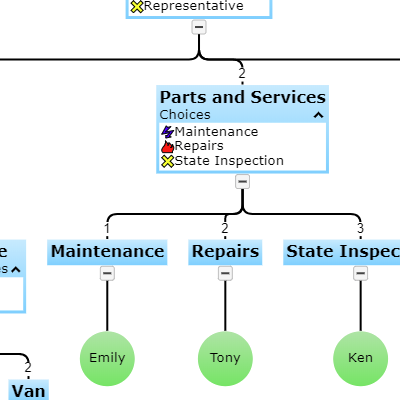 Representative
2
Parts and Services
Choices
Maintenance
Repairs
State Inspection
1
2
3
Maintenance
Repairs
State Inspec
2
Van
Emily
Tony
Ken